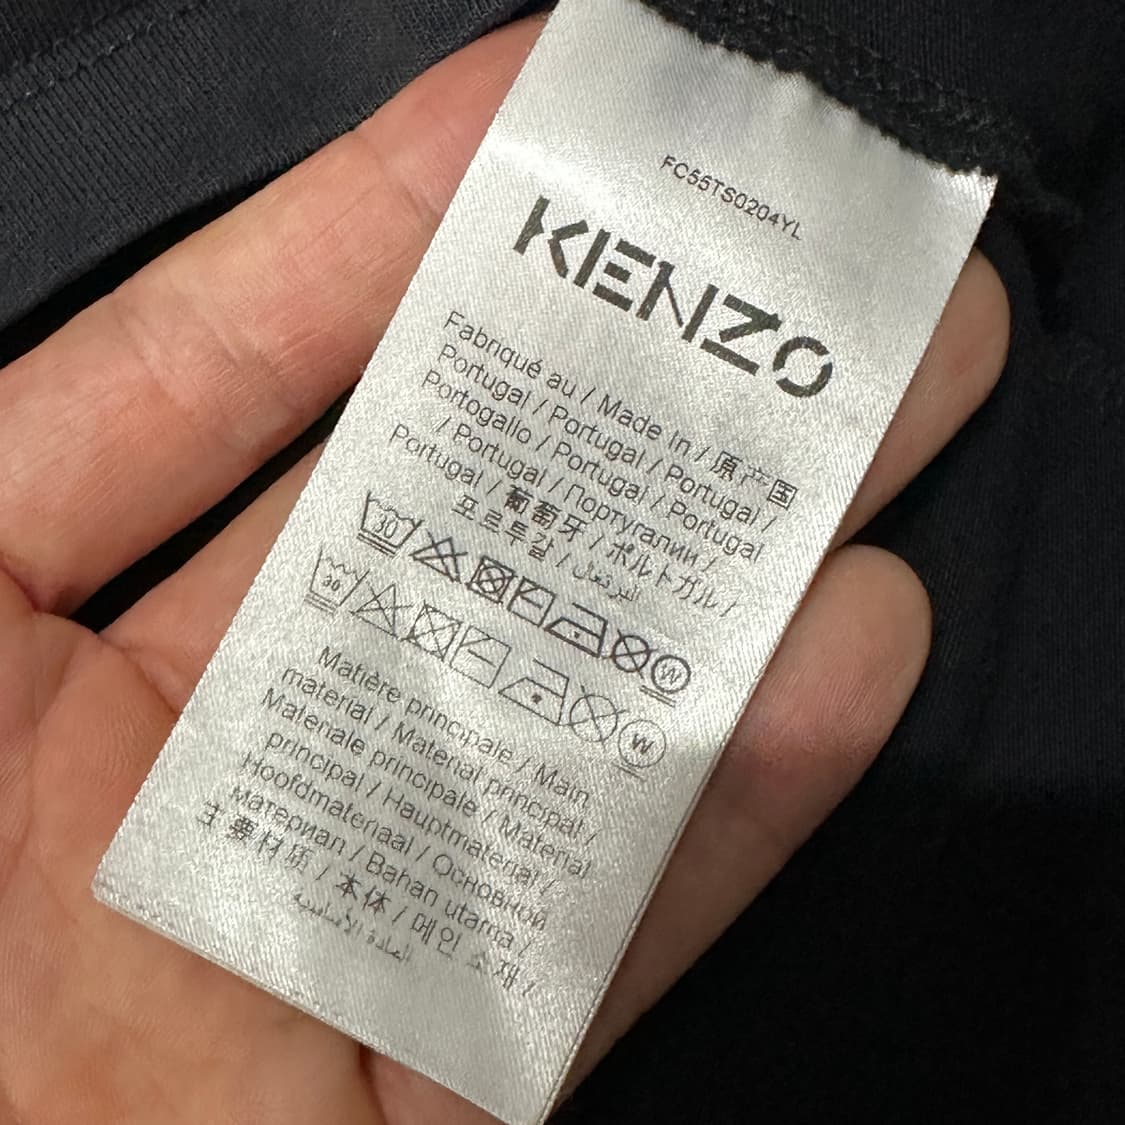 FC55TS0204YL
KENZO
Fabriqué au / Made in / 原产国
Portugal / Portugal / Portugal /
Portogallo / Portugal / Portugal
/ Portugal / Португалии /
Portugal / 葡萄牙 / ポルトガル /
포르투갈 / البرتغال
30 W
30 W
Matière principale / Main
material / Material principal /
Materiale principale / Material
principal / Hauptmaterial /
Hoofdmateriaal / Основной
материал / Bahan utama /
主要材质 / 本体 / 메인 소재 /
المادة الأساسية